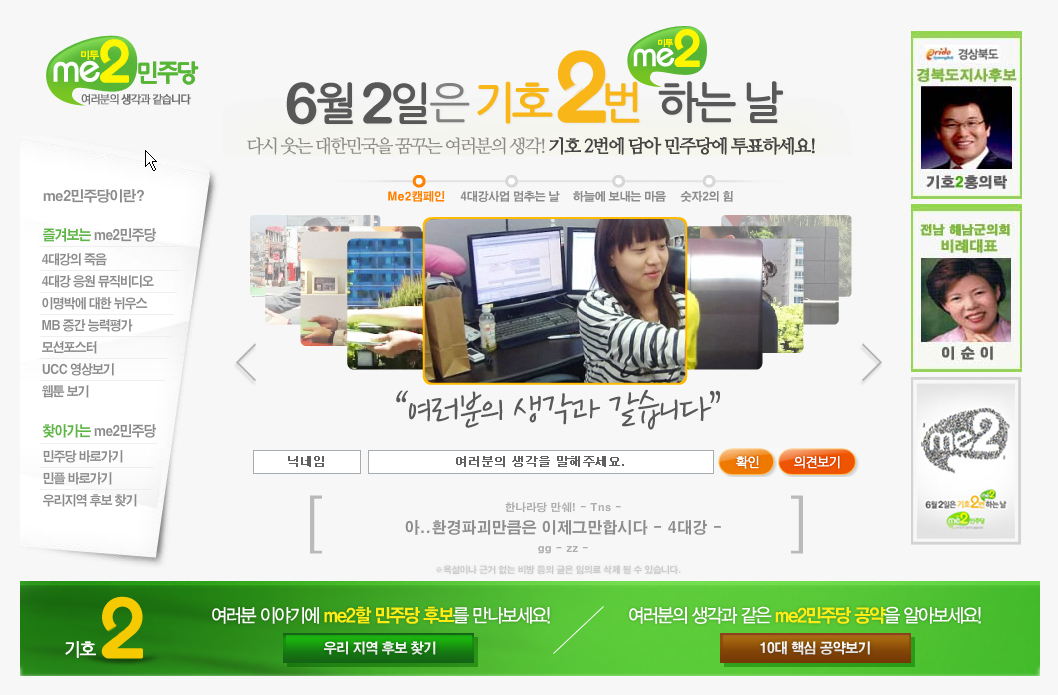 미투
me2민주당
여러분의 생각과 같습니다
미투
me2
6월 2일은 기호2번 하는 날
다시 웃는 대한민국을 꿈꾸는 여러분의 생각! 기호 2번에 담아 민주당에 투표하세요!
Me2캠페인
4대강사업 멈추는 날
하늘에 보내는 마음
숫자2의 힘
me2민주당이란?
즐겨보는 me2민주당
4대강의 죽음
4대강 응원 뮤직비디오
이명박에 대한 뉘우스
MB 중간 능력평가
모션포스터
UCC 영상보기
웹툰 보기
찾아가는 me2민주당
민주당 바로가기
민플 바로가기
우리지역 후보 찾기
“여러분의 생각과 같습니다”
닉네임
여러분의 생각을 말해주세요.
확인
의견보기
한나라당 만쉐! - Tns -
아..환경파괴만큼은 이제그만합시다 - 4대강 -
gg - zz -
※욕설이나 근거 없는 비방 등의 글은 임의로 삭제 될 수 있습니다.
경상북도
경북도지사후보
기호2홍의락
전남 해남군의회
비례대표
이 순 이
me2
6월 2일은 기호2번 하는 날
me2민주당
기호 2
여러분 이야기에 me2할 민주당 후보를 만나보세요!
우리 지역 후보 찾기
여러분의 생각과 같은 me2민주당 공약을 알아보세요!
10대 핵심 공약보기